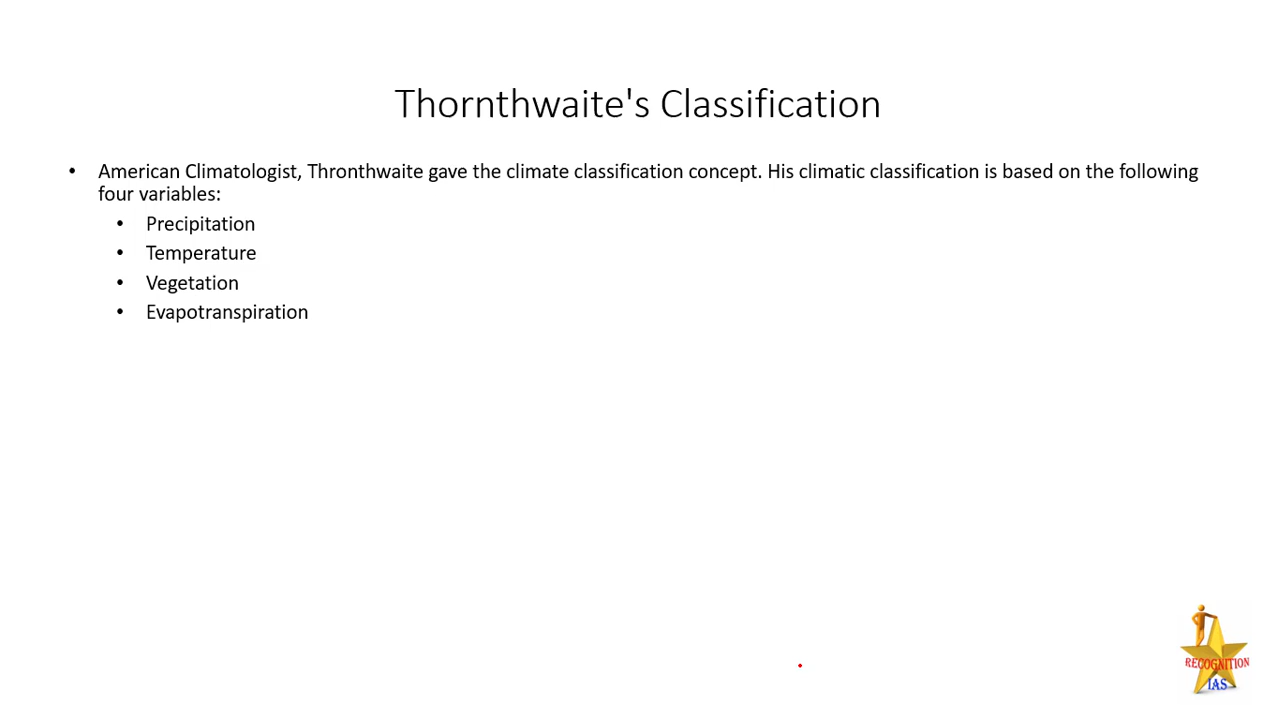 Thornthwaite's Classification
• American Climatologist, Thronthwaite gave the climate classification concept. His climatic classification is based on the following
four variables:
• Precipitation
• Temperature
• Vegetation
• Evapotranspiration
RECOGNITION
IAS